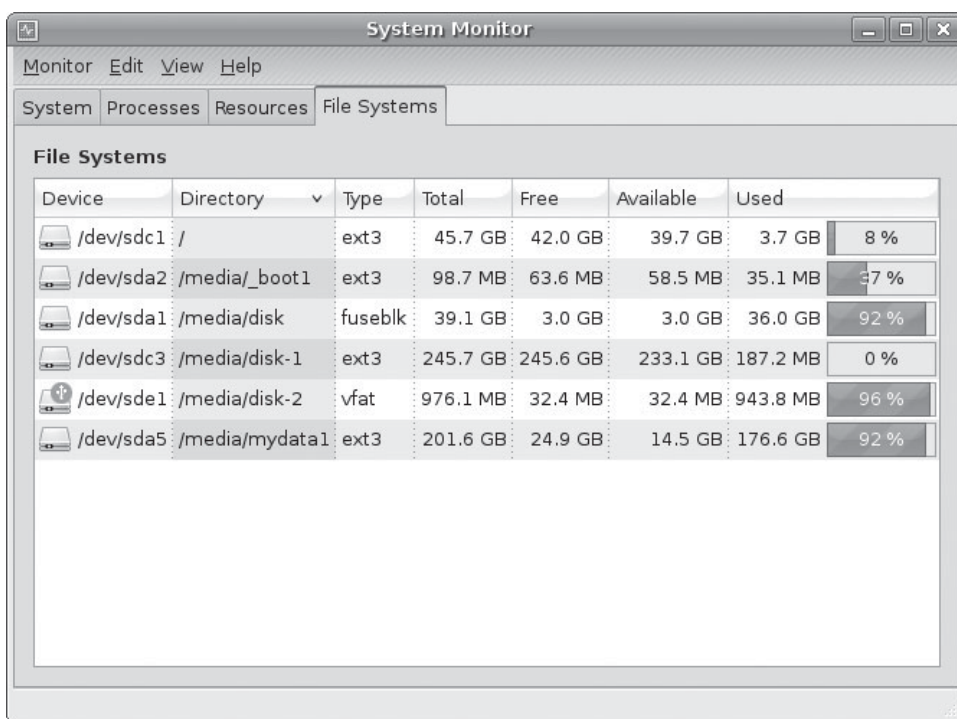 System Monitor
Monitor Edit View Help
System Processes Resources File Systems
File Systems
Device Directory Type Total Free Available Used
/dev/sdc1 / ext3 45.7 GB 42.0 GB 39.7 GB 3.7 GB 8 %
/dev/sda2 /media/_boot1 ext3 98.7 MB 63.6 MB 58.5 MB 35.1 MB 37 %
/dev/sda1 /media/disk fuseblk 39.1 GB 3.0 GB 3.0 GB 36.0 GB 92 %
/dev/sdc3 /media/disk-1 ext3 245.7 GB 245.6 GB 233.1 GB 187.2 MB 0 %
/dev/sde1 /media/disk-2 vfat 976.1 MB 32.4 MB 32.4 MB 943.8 MB 96 %
/dev/sda5 /media/mydata1 ext3 201.6 GB 24.9 GB 14.5 GB 176.6 GB 92 %